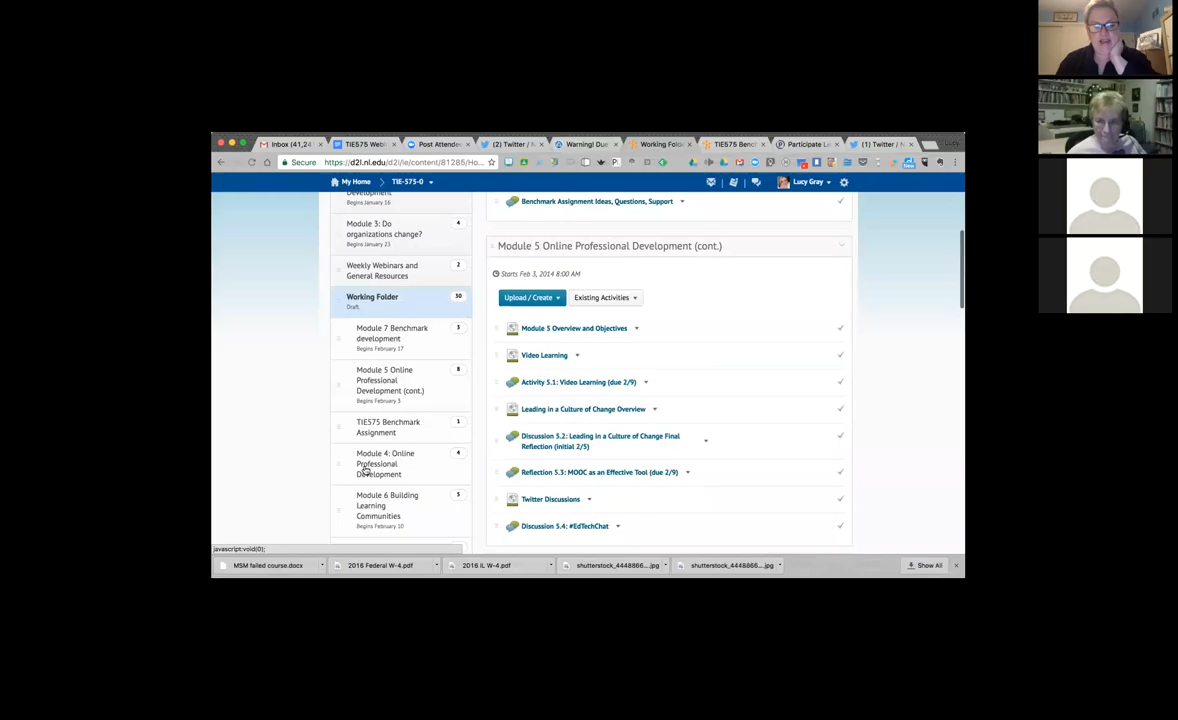 Inbox (41,24
TIE575 Web
Post Attende
(2) Twitter / N
Warning! Du
Working Fol
TIE575 Benc
Participate L
(1) Twitter / N
Lucy
Secure
https://d2l.nl.edu/d2l/le/content/81285/Ho...
My Home
TIE-575-0
Lucy Gray
Development
Begins January 16
Module 3: Do
organizations change?
Begins January 23
4
Weekly Webinars and
General Resources
2
Working Folder
Draft
30
Module 7 Benchmark
development
Begins February 17
3
Module 5 Online
Professional
Development (cont.)
Begins February 3
8
TIE575 Benchmark
Assignment
1
Module 4: Online
Professional
Development
4
Module 6 Building
Learning
Communities
Begins February 10
5
Benchmark Assignment Ideas, Questions, Support
Module 5 Online Professional Development (cont.)
Starts Feb 3, 2014 8:00 AM
Upload / Create
Existing Activities
Module 5 Overview and Objectives
Video Learning
Activity 5.1: Video Learning (due 2/9)
Leading in a Culture of Change Overview
Discussion 5.2: Leading in a Culture of Change Final
Reflection (initial 2/5)
Reflection 5.3: MOOC as an Effective Tool (due 2/9)
Twitter Discussions
Discussion 5.4: #EdTechChat
javascript:void(0);
MSM failed course.docx
2016 Federal W-4.pdf
2016 IL W-4.pdf
shutterstock_4448866....jpg
shutterstock_4448866....jpg
Show All